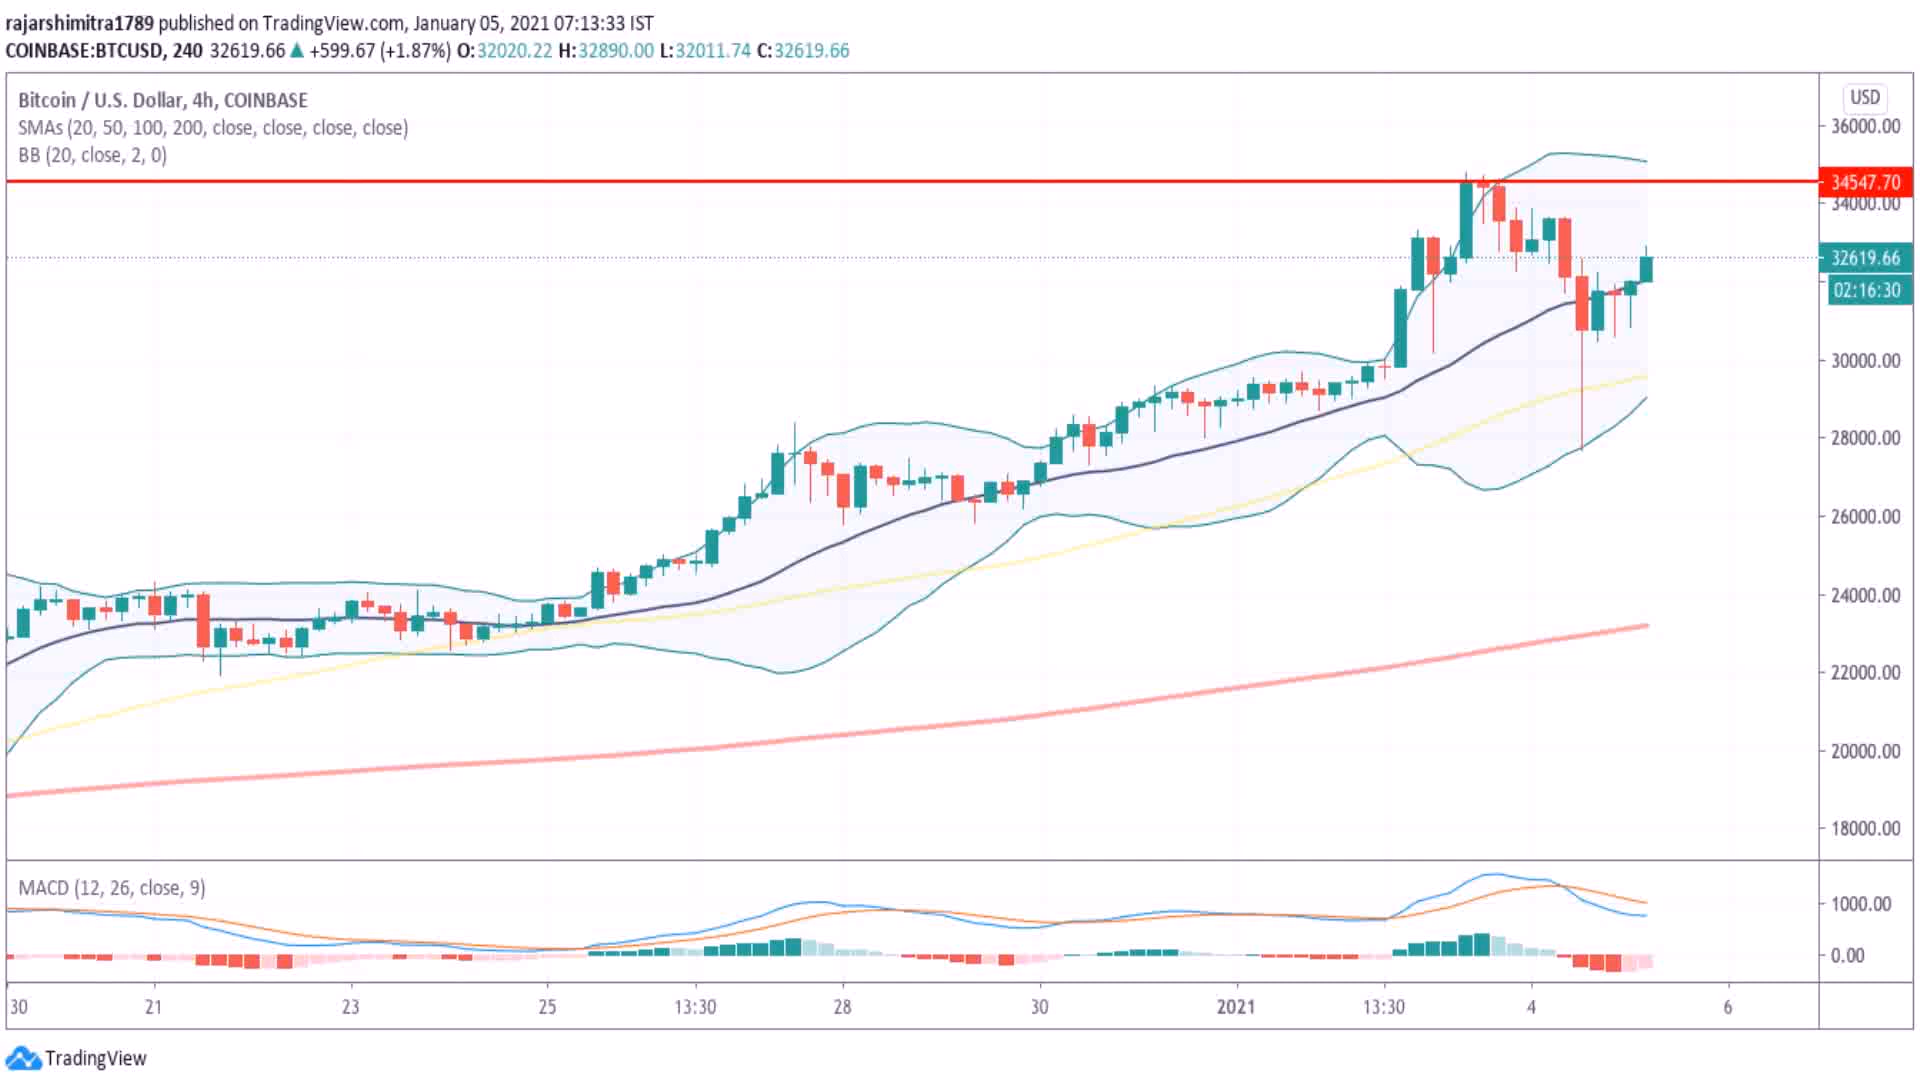 rajarshimitra1789 published on TradingView.com, January 05, 2021 07:13:33 IST
COINBASE:BTCUSD, 240 32619.66 ▲ +599.67 (+1.87%) O:32020.22 H:32890.00 L:32011.74 C:32619.66
Bitcoin / U.S. Dollar, 4h, COINBASE
SMAs (20, 50, 100, 200, close, close, close, close)
BB (20, close, 2, 0)
USD
36000.00
34547.70
34000.00
32619.66
02:16:30
30000.00
28000.00
26000.00
24000.00
22000.00
20000.00
18000.00
MACD (12, 26, close, 9)
1000.00
0.00
30 21 23 25 13:30 28 30 2021 13:30 4 6
TradingView